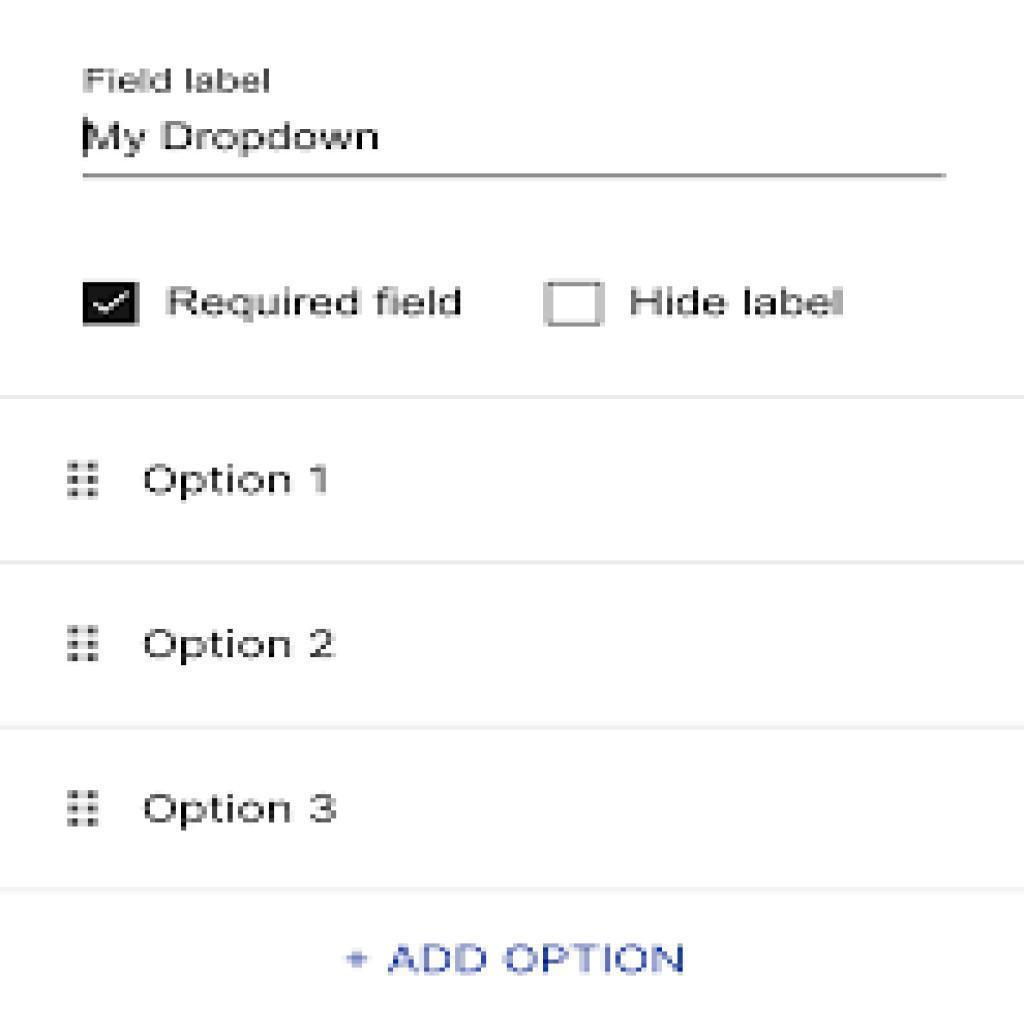 Field label
My Dropdown
Required field Hide label
Option 1
Option 2
Option 3
+ ADD OPTION